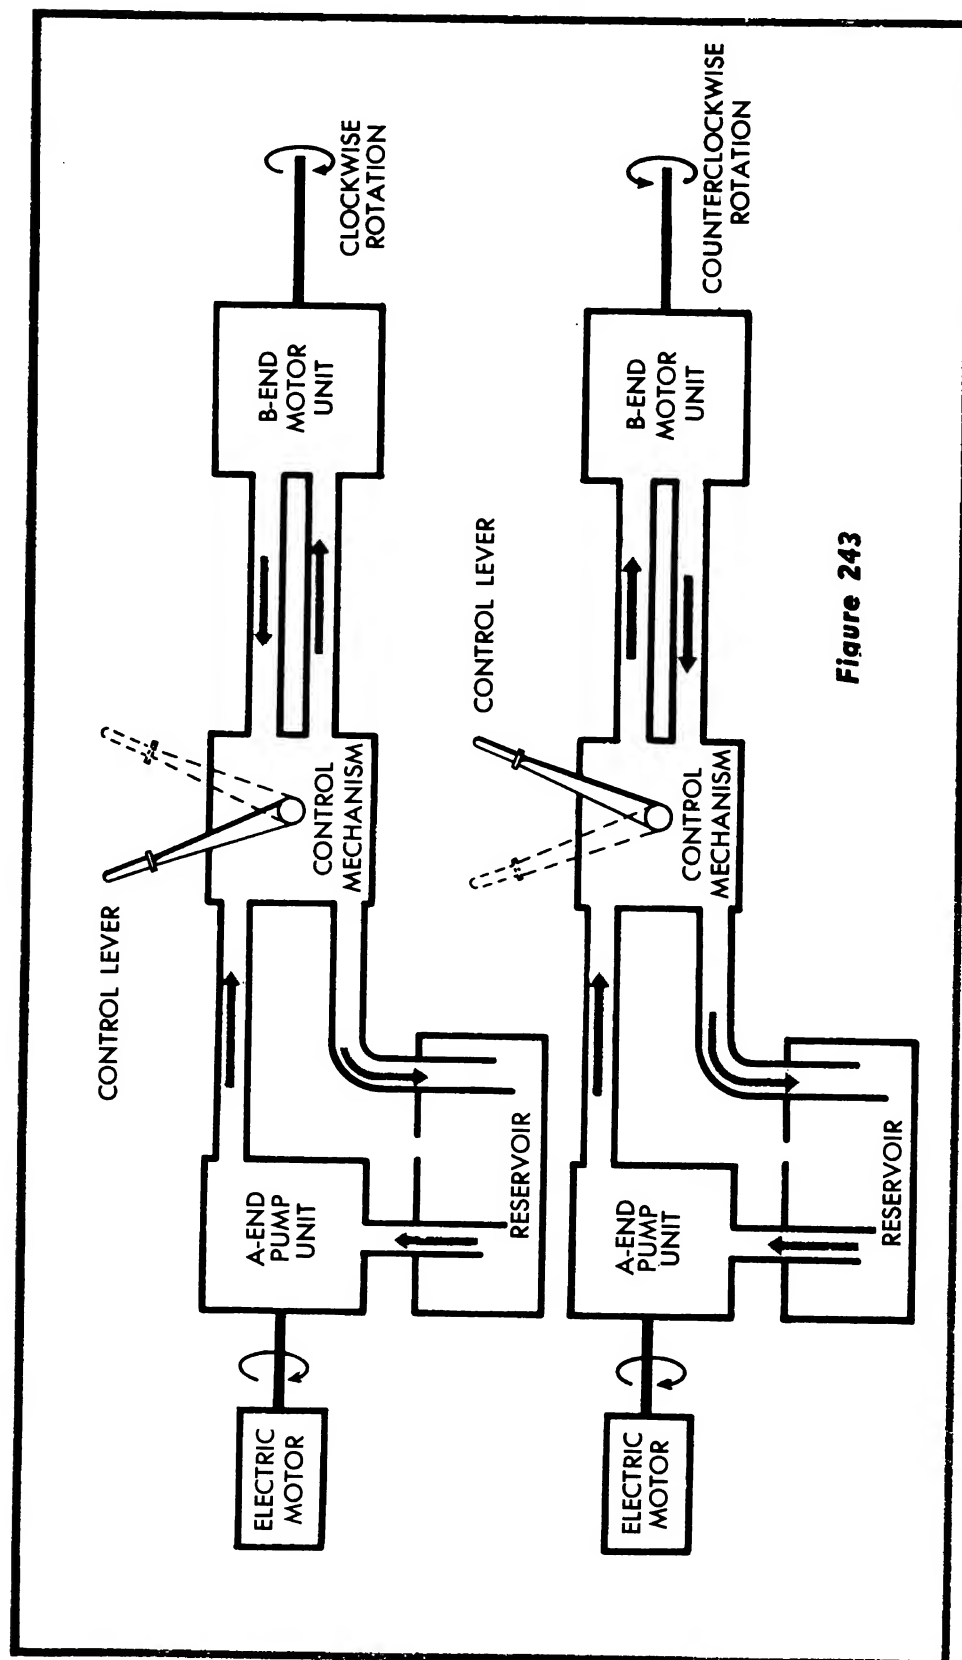 CONTROL LEVER
ELECTRIC
MOTOR
A-END
PUMP
UNIT
RESERVOIR
CONTROL
MECHANISM
B-END
MOTOR
UNIT
CLOCKWISE
ROTATION
CONTROL LEVER
ELECTRIC
MOTOR
A-END
PUMP
UNIT
RESERVOIR
CONTROL
MECHANISM
B-END
MOTOR
UNIT
COUNTERCLOCKWISE
ROTATION
Figure 243